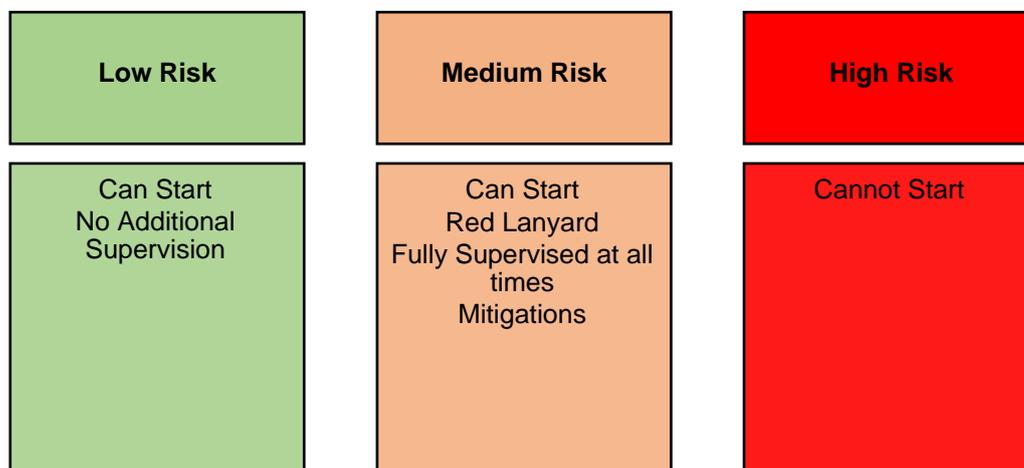 Low Risk
Medium Risk
High Risk
Can Start
No Additional
Supervision
Can Start
Red Lanyard
Fully Supervised at all
times
Mitigations
Cannot Start